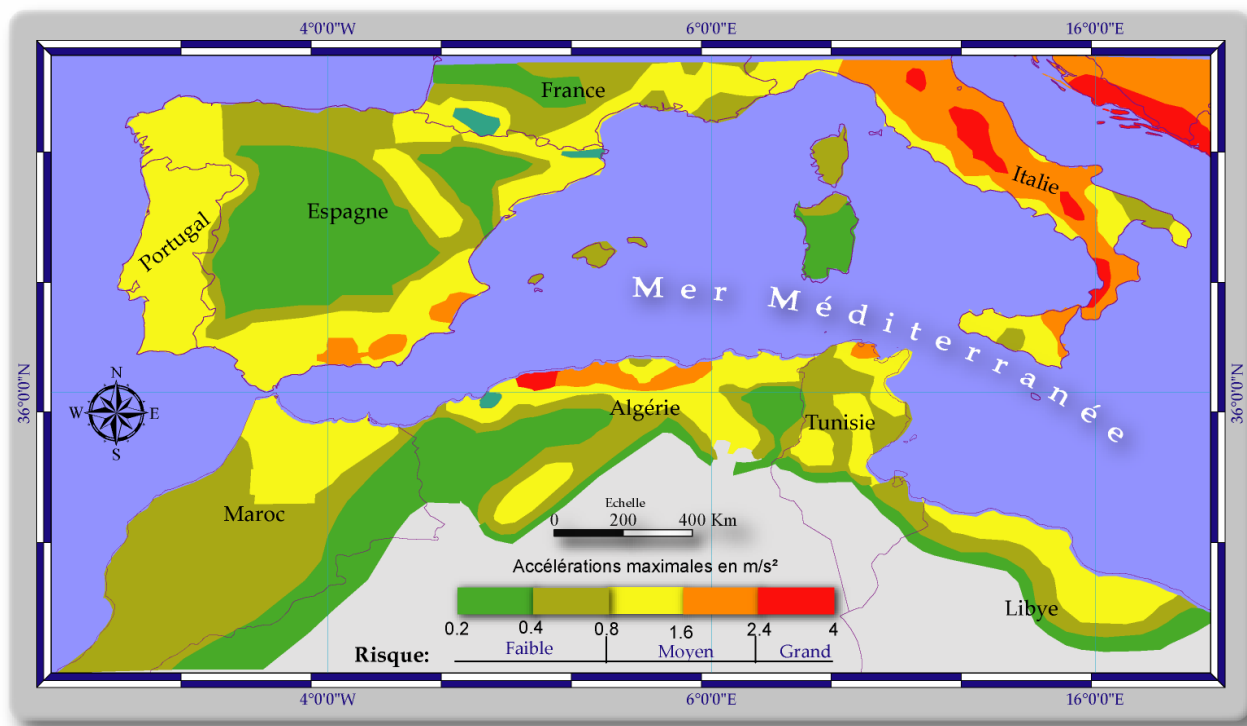 4°0'0"W 6°0'0"E 16°0'0"E
France
Italie
Espagne
Portugal
Mer Méditerranée
36°0'0"N 36°0'0"N
N
W E
S
Algérie
Tunisie
Maroc
Echelle
0 200 400 Km
Accélérations maximales en m/s²
Libye
0.2 0.4 0.8 1.6 2.4 4
Risque: Faible Moyen Grand
4°0'0"W 6°0'0"E 16°0'0"E